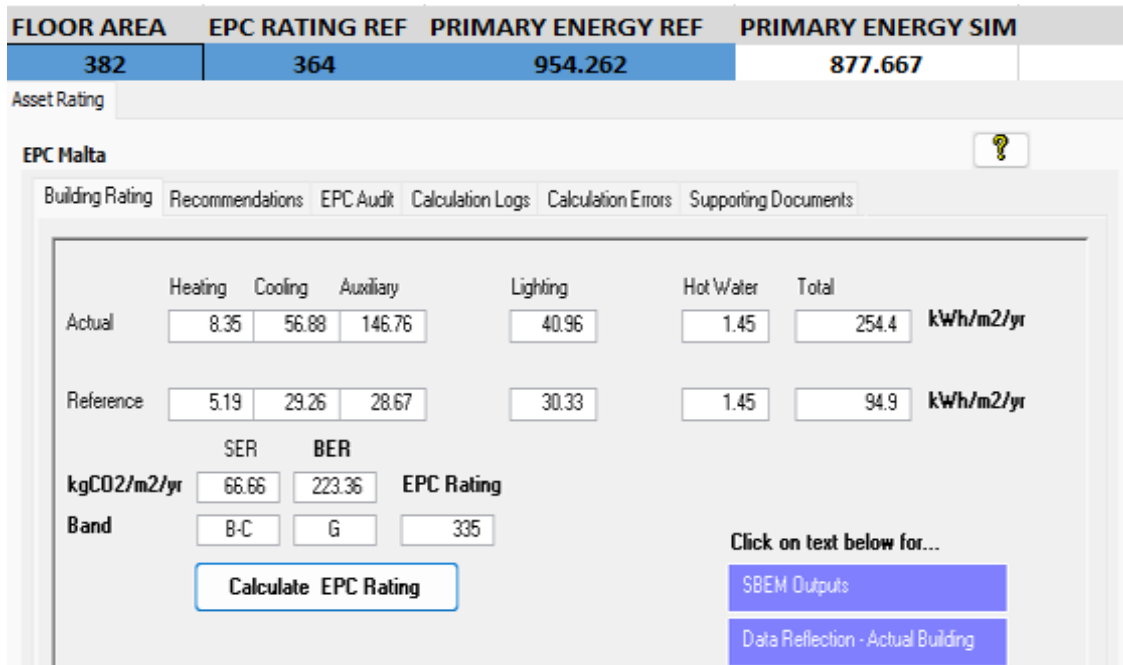 FLOOR AREA EPC RATING REF PRIMARY ENERGY REF PRIMARY ENERGY SIM
382 364 954.262 877.667
Asset Rating
EPC Malta
?
Building Rating Recommendations EPC Audit Calculation Logs Calculation Errors Supporting Documents
Heating Cooling Auxiliary Lighting Hot Water Total
Actual 8.35 56.88 146.76 40.96 1.45 254.4 kWh/m2/yr
Reference 5.19 29.26 28.67 30.33 1.45 94.9 kWh/m2/yr
SER BER
kgCO2/m2/yr 66.66 223.36 EPC Rating
Band B-C G 335
Click on text below for...
Calculate EPC Rating SBEM Outputs
Data Reflection - Actual Building